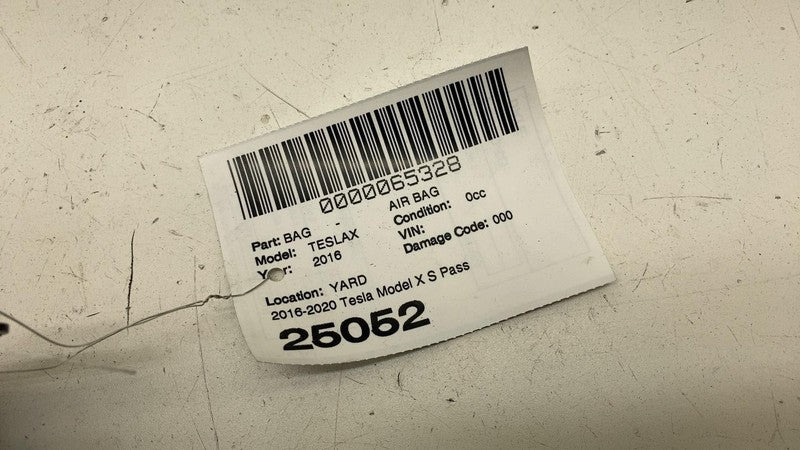 0000065328
Part: BAG - AIR BAG
Model: TESLAX Condition: 0cc
Year: 2016 VIN:
Damage Code: 000
Location: YARD
2016-2020 Tesla Model X S Pass
25052